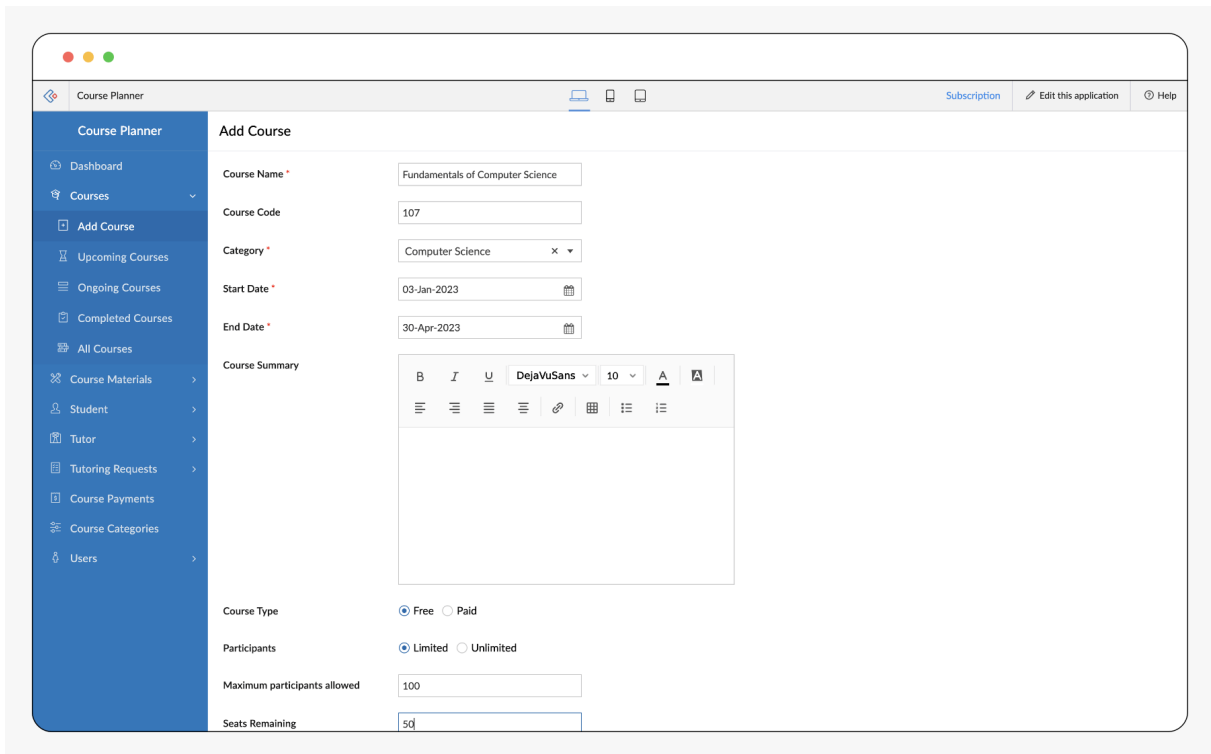 Course Planner
Subscription
Edit this application
Help
Course Planner
Dashboard
Courses
Add Course
Upcoming Courses
Ongoing Courses
Completed Courses
All Courses
Course Materials
Student
Tutor
Tutoring Requests
Course Payments
Course Categories
Users
Add Course
Course Name * Fundamentals of Computer Science
Course Code 107
Category * Computer Science
Start Date * 03-Jan-2023
End Date * 30-Apr-2023
Course Summary
B I U DejaVuSans 10 A A
Course Type Free Paid
Participants Limited Unlimited
Maximum participants allowed 100
Seats Remaining 50